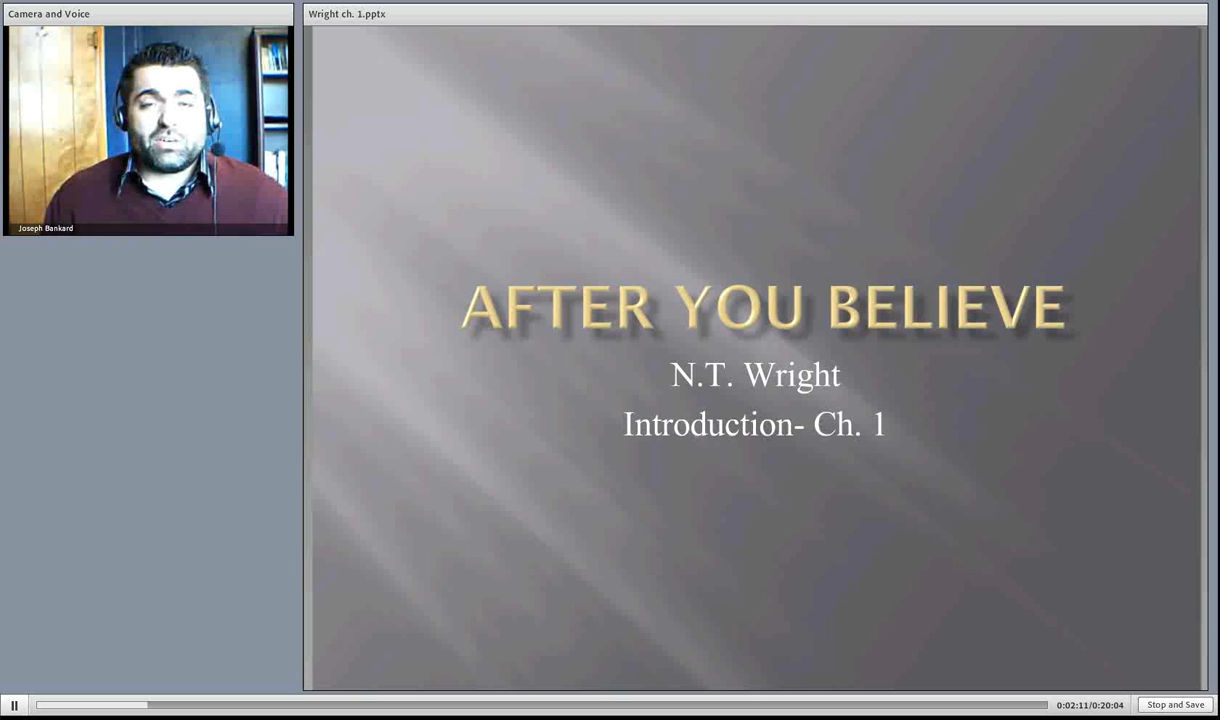 Camera and Voice
Joseph Bankard
Wright ch. 1.pptx
AFTER YOU BELIEVE
N.T. Wright
Introduction- Ch. 1
0:02:11/0:20:04
Stop and Save